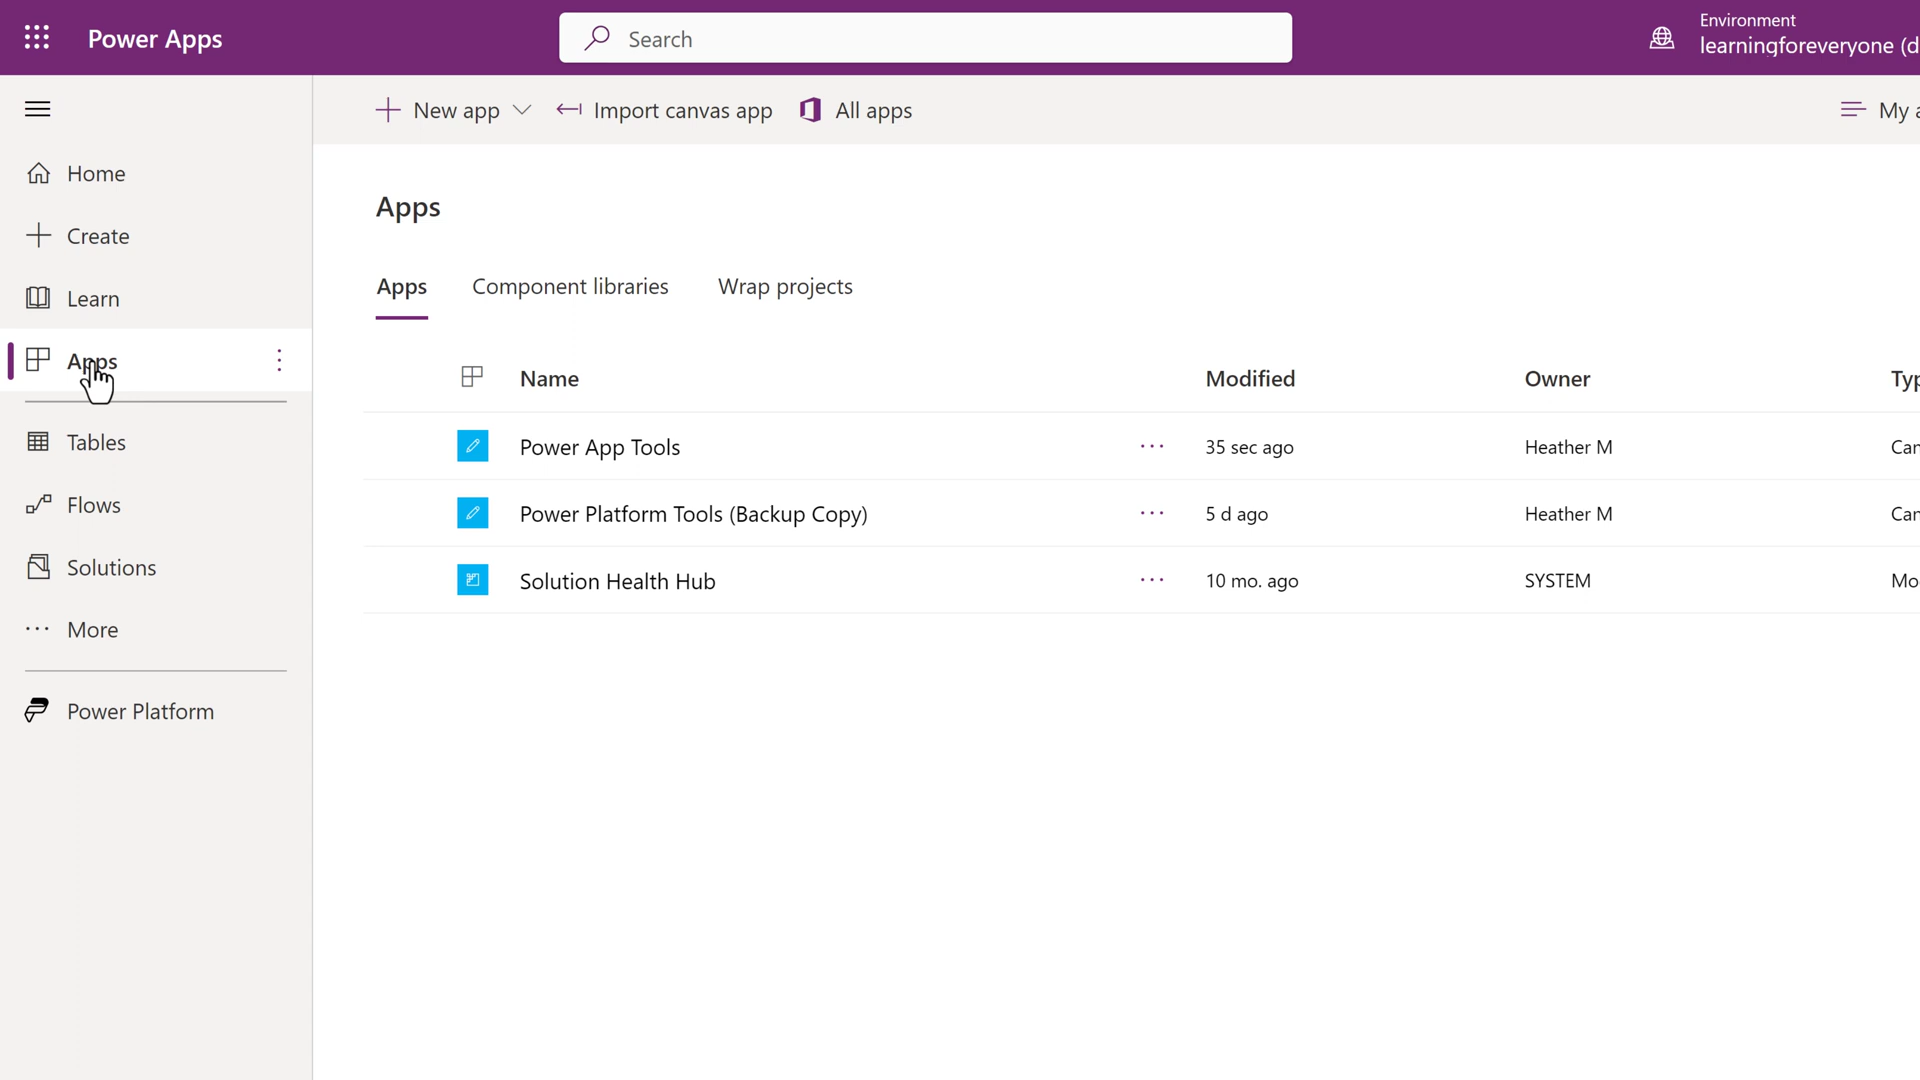 Power Apps
Search
Environment
learningforeveryone (d
New app
Import canvas app
All apps
My a
Home
Create
Learn
Apps
Tables
Flows
Solutions
More
Power Platform
Apps
Apps
Component libraries
Wrap projects
Name
Modified
Owner
Typ
Power App Tools
35 sec ago
Heather M
Can
Power Platform Tools (Backup Copy)
5 d ago
Heather M
Can
Solution Health Hub
10 mo. ago
SYSTEM
Mo